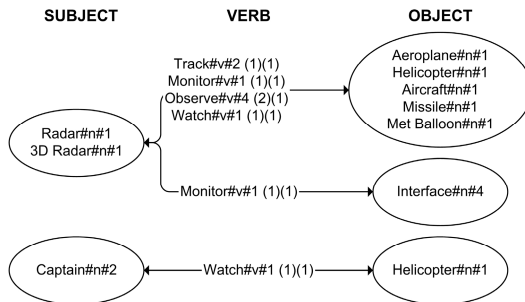 SUBJECT VERB OBJECT
Track#v#2 (1)(1)
Monitor#v#1 (1)(1)
Observe#v#4 (2)(1)
Watch#v#1 (1)(1)
Aeroplane#n#1
Helicopter#n#1
Aircraft#n#1
Missile#n#1
Met Balloon#n#1
Radar#n#1
3D Radar#n#1
Monitor#v#1 (1)(1)
Interface#n#4
Captain#n#2
Watch#v#1 (1)(1)
Helicopter#n#1